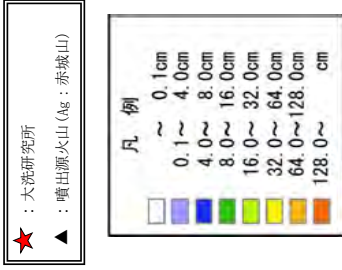 ★：大洗研究所
▲：噴出源火山(Ag：赤城山)
凡 例
～ 0.1cm
0.1～ 4.0cm
4.0～ 8.0cm
8.0～ 16.0cm
16.0～ 32.0cm
32.0～ 64.0cm
64.0～128.0cm
128.0～ cm